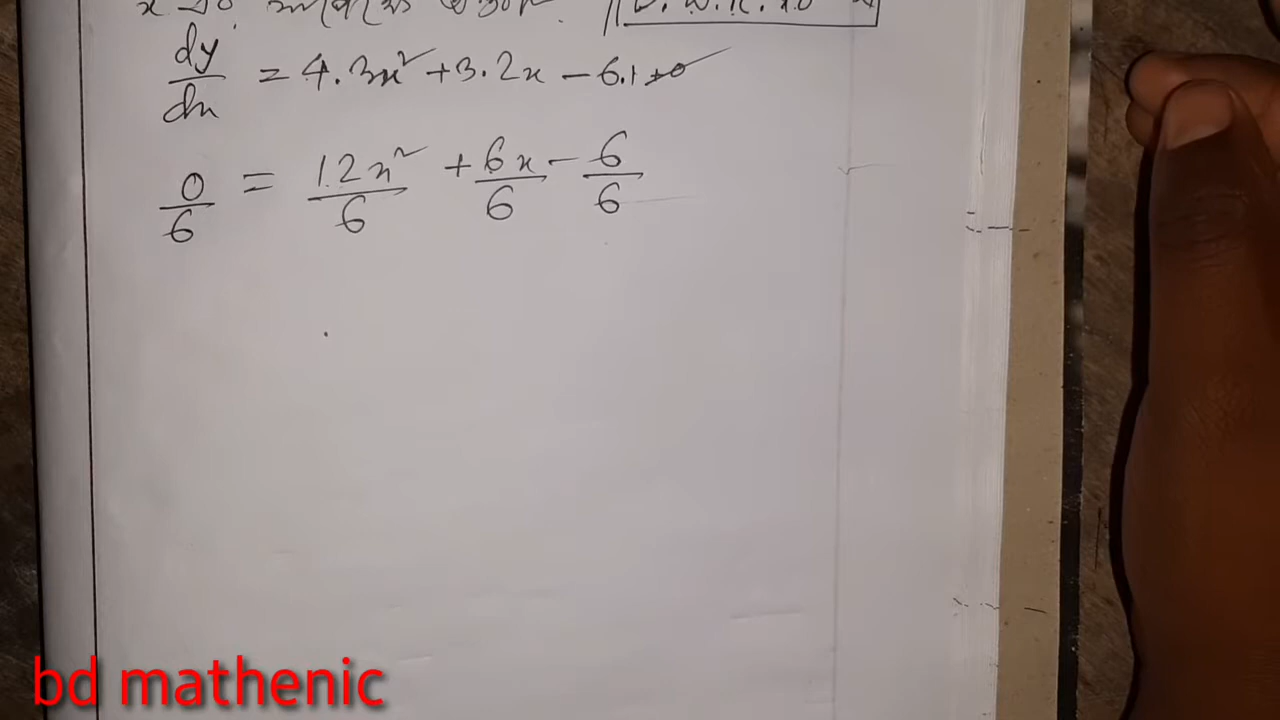 dy/dx = 4.3x² + 3.2x − 6.1 + 0
0/6 = 12x²/6 + 6x/6 − 6/6
bd mathenic